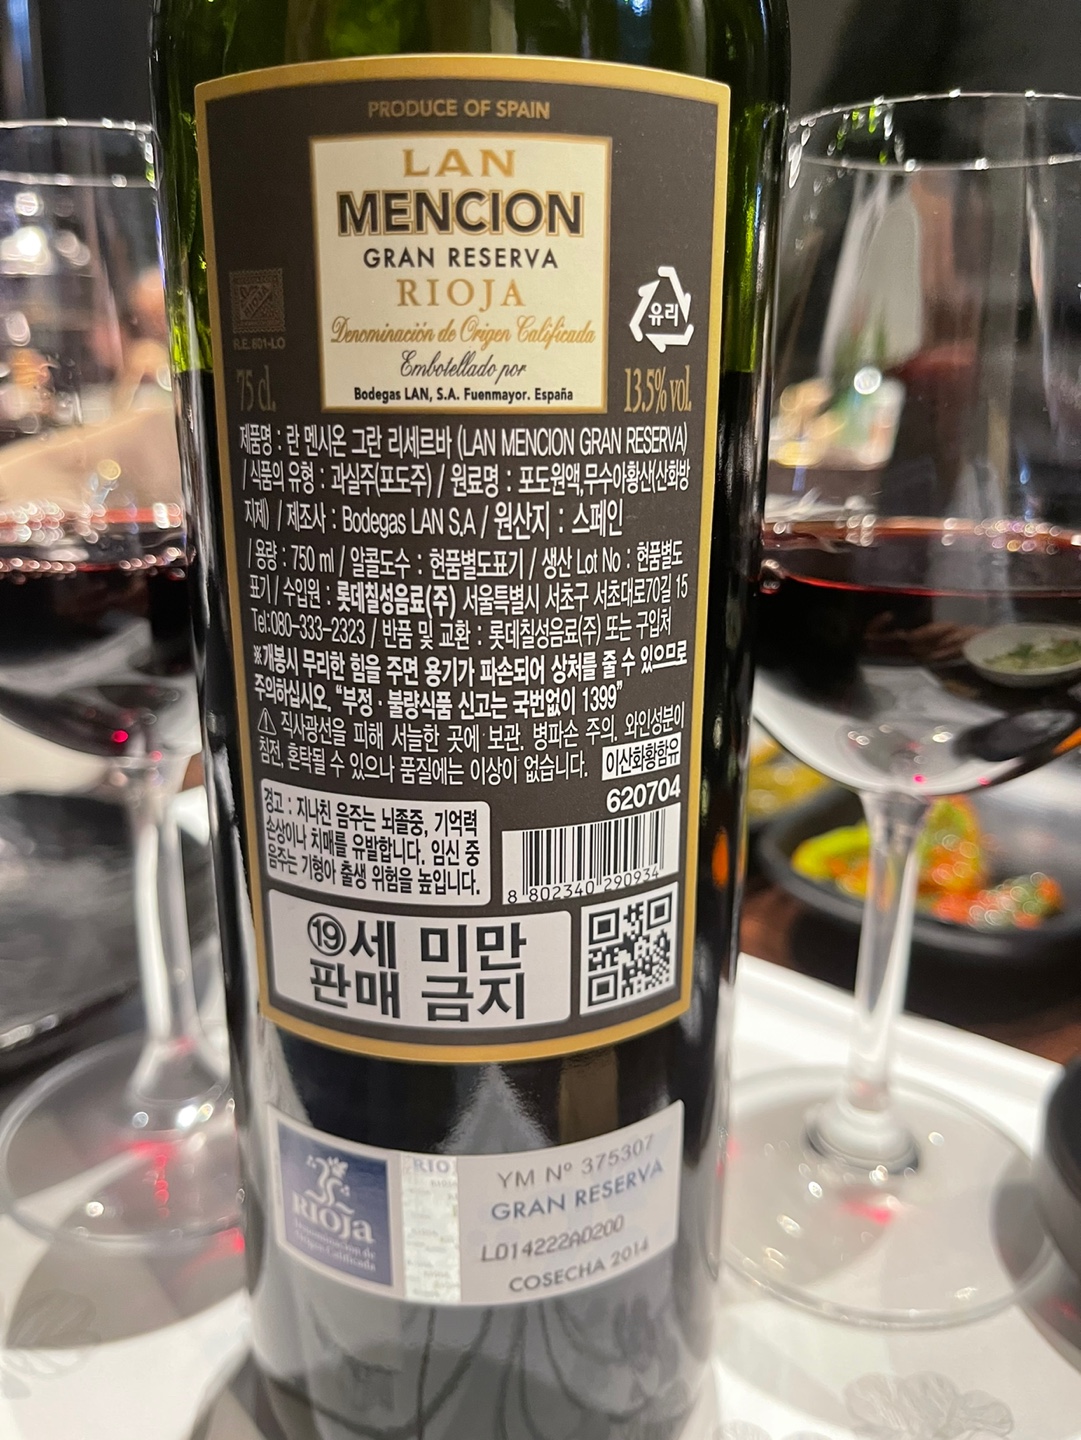 PRODUCE OF SPAIN
LAN
MENCION
GRAN RESERVA
RIOJA
Denominación de Origen Calificada
Embotellado por
Bodegas LAN, S.A. Fuenmayor. España
R.E. 801-LO
유리
75 cl.
13.5% vol.
제품명 : 란 멘시온 그란 리세르바 (LAN MENCION GRAN RESERVA)
/ 식품의 유형 : 과실주(포도주) / 원료명 : 포도원액,무수아황산(산화방
지제) / 제조사 : Bodegas LAN S.A / 원산지 : 스페인
/ 용량 : 750 ml / 알콜도수 : 현품별도표기 / 생산 Lot No : 현품별도
표기 / 수입원 : 롯데칠성음료(주) 서울특별시 서초구 서초대로70길 15
Tel:080-333-2323 / 반품 및 교환 : 롯데칠성음료(주) 또는 구입처
※개봉시 무리한 힘을 주면 용기가 파손되어 상처를 줄 수 있으므로
주의하십시오. “부정 · 불량식품 신고는 국번없이 1399”
⚠ 직사광선을 피해 서늘한 곳에 보관. 병파손 주의. 와인성분이
침전, 혼탁될 수 있으나 품질에는 이상이 없습니다. 이산화황함유
620704
경고 : 지나친 음주는 뇌졸중, 기억력
손상이나 치매를 유발합니다. 임신 중
음주는 기형아 출생 위험을 높입니다.
8 802340 290934
⑲세 미만
판매 금지
RIOJA
Denominación de
Origen Calificada
RIOJ
YM Nº 375307
GRAN RESERVA
L014222A0200
COSECHA 2014